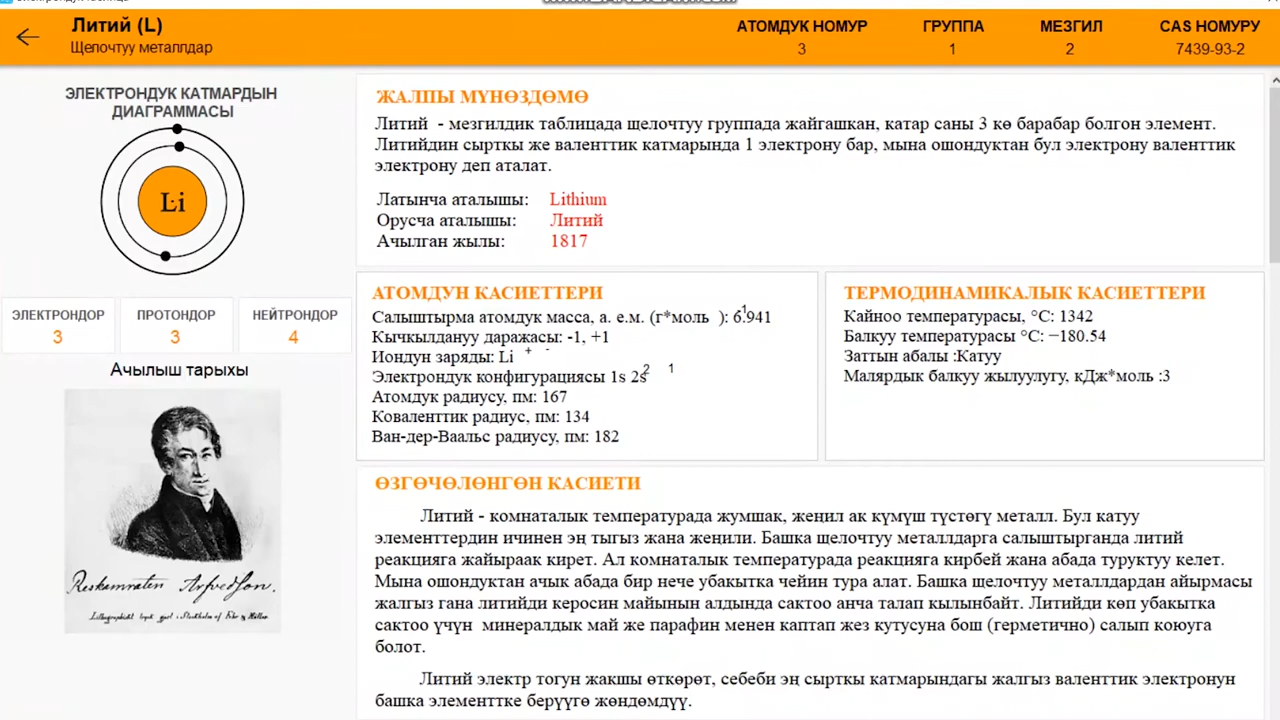 Литий (L)
Щелочтуу металлдар
АТОМДУК НОМУР
3
ГРУППА
1
МЕЗГИЛ
2
CAS НОМУРУ
7439-93-2
ЭЛЕКТРОНДУК КАТМАРДЫН
ДИАГРАММАСЫ
Li
ЭЛЕКТРОНДОР
3
ПРОТОНДОР
3
НЕЙТРОНДОР
4
Ачылыш тарыхы
ЖАЛПЫ МҮНӨЗДӨМӨ
Литий - мезгилдик таблицада щелочтуу группада жайгашкан, катар саны 3 кө барабар болгон элемент.
Литийдин сырткы же валенттик катмарында 1 электрону бар, мына ошондуктан бул электрону валенттик
электрону деп аталат.
Латынча аталышы: Lithium
Орусча аталышы: Литий
Ачылган жылы: 1817
АТОМДУН КАСИЕТТЕРИ
Салыштырма атомдук масса, а. е.м. (г*моль ): 6.941
1
Кычкылдануу даражасы: -1, +1
Иондун заряды: Li + -
Электрондук конфигурациясы 1s 2s
2 1
Атомдук радиусу, пм: 167
Коваленттик радиус, пм: 134
Ван-дер-Ваальс радиусу, пм: 182
ТЕРМОДИНАМИКАЛЫК КАСИЕТТЕРИ
Кайноо температурасы, °С: 1342
Балкуу температурасы °С: −180.54
Заттын абалы :Катуу
Малярдык балкуу жылуулугу, кДж*моль :3
ӨЗГӨЧӨЛӨНГӨН КАСИЕТИ
Литий - комнаталык температурада жумшак, жеңил ак күмүш түстөгү металл. Бул катуу
элементтердин ичинен эң тыгыз жана жеңили. Башка щелочтуу металлдарга салыштырганда литий
реакцияга жайыраак кирет. Ал комнаталык температурада реакцияга кирбей жана абада туруктуу келет.
Мына ошондуктан ачык абада бир нече убакытка чейин тура алат. Башка щелочтуу металлдардан айырмасы
жалгыз гана литийди керосин майынын алдында сактоо анча талап кылынбайт. Литийди көп убакытка
сактоо үчүн минералдык май же парафин менен каптап жез кутусуна бош (герметично) салып коюуга
болот.
Литий электр тогун жакшы өткөрөт, себеби эң сырткы катмарындагы жалгыз валенттик электронун
башка элементтке берүүгө жөндөмдүү.